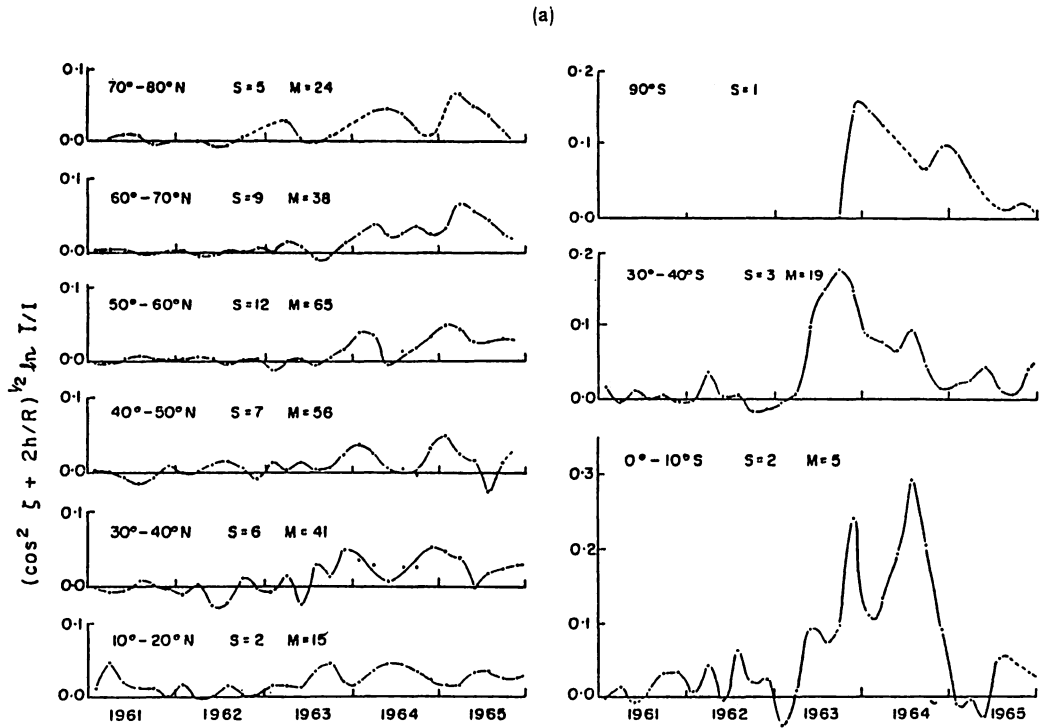 (a)
(cos² ζ + 2h/R)^½ ln Ī/I
0·1
70°-80°N S=5 M=24
0·0
0·1
60°-70°N S=9 M=38
0·0
0·1
50°-60°N S=12 M=65
0·0
0·1
40°-50°N S=7 M=56
0·0
0·1
30°-40°N S=6 M=41
0·0
0·1
10°-20°N S=2 M=15
0·0
1961 1962 1963 1964 1965
0·2
90°S S=1
0·1
0·0
0·2
30°-40°S S=3 M=19
0·1
0·0
0°-10°S S=2 M=5
0·3
0·2
0·1
0·0
1961 1962 1963 1964 1965